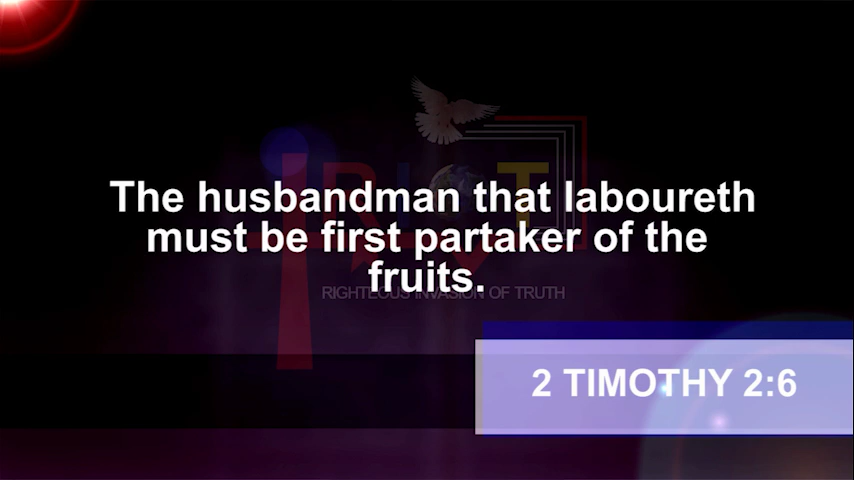 The husbandman that laboureth
must be first partaker of the
fruits.
RIOT
RIGHTEOUS INVASION OF TRUTH
2 TIMOTHY 2:6